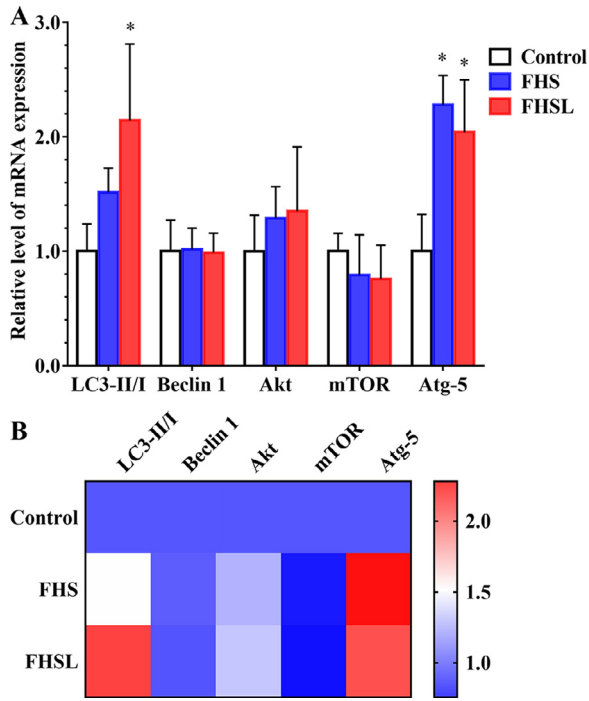 A
Relative level of mRNA expression
3.0
2.0
1.0
0.0
*
* *
Control
FHS
FHSL
LC3-II/I Beclin 1 Akt mTOR Atg-5
B
LC3-II/I Beclin 1 Akt mTOR Atg-5
Control
FHS
FHSL
2.0
1.5
1.0